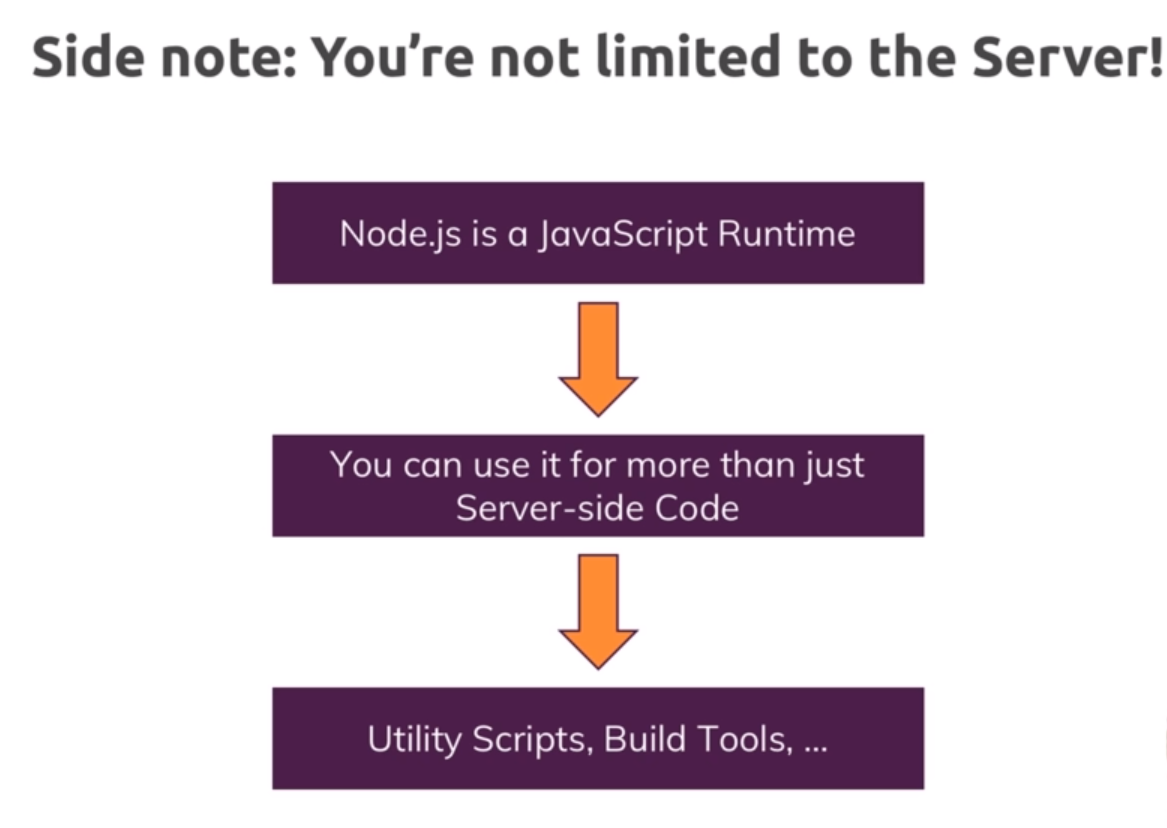 Side note: You’re not limited to the Server!
Node.js is a JavaScript Runtime
You can use it for more than just
Server-side Code
Utility Scripts, Build Tools, ...